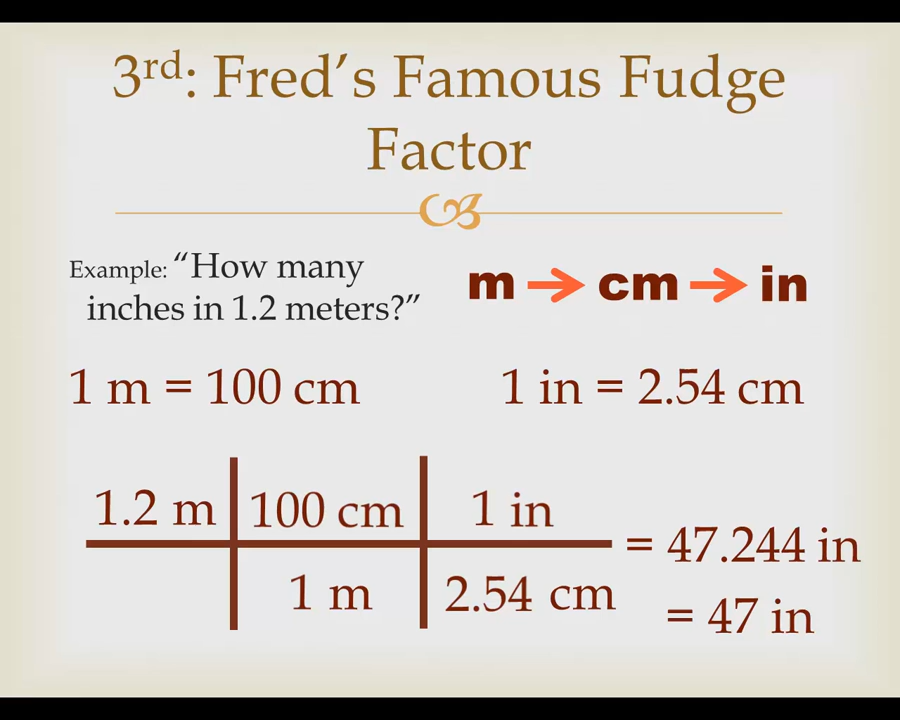 3rd: Fred's Famous Fudge
Factor
Example: "How many
inches in 1.2 meters?"
m → cm → in
1 m = 100 cm
1 in = 2.54 cm
1.2 m 100 cm 1 in
1 m 2.54 cm
= 47.244 in
= 47 in